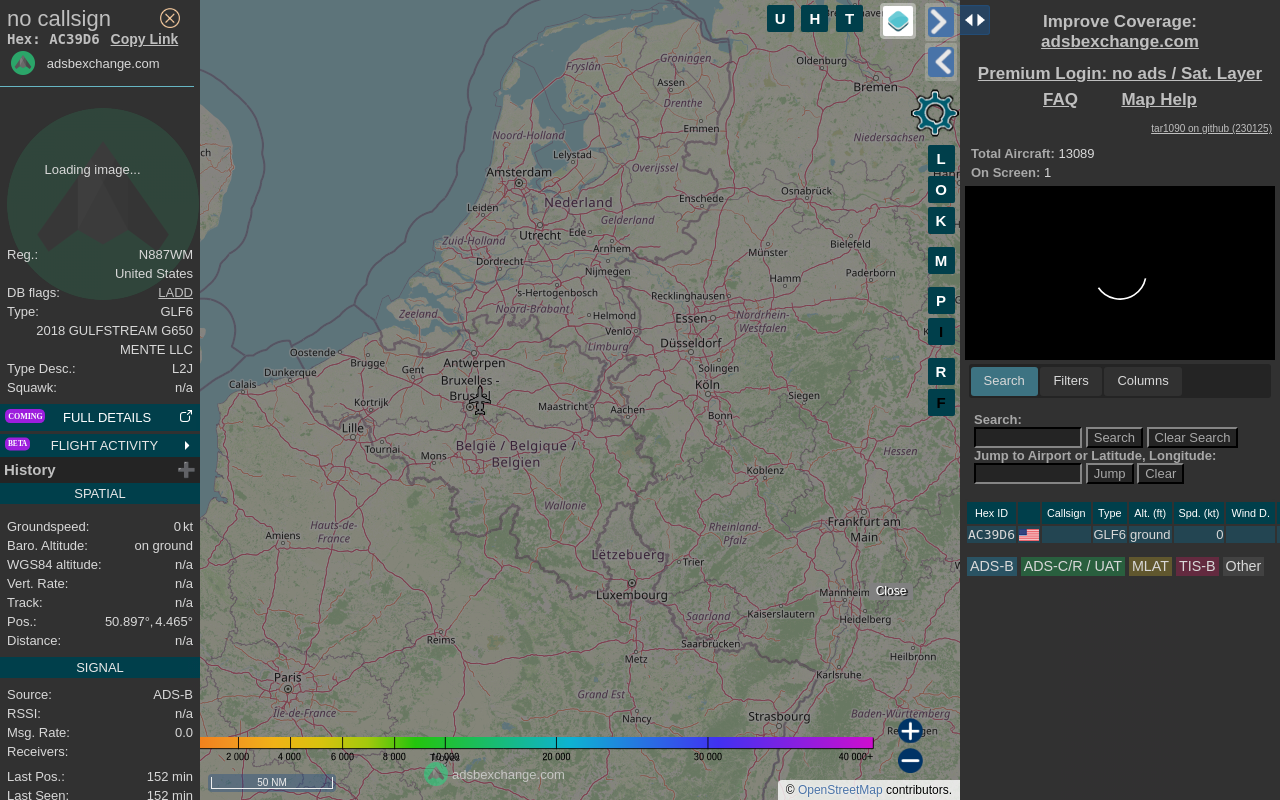 no callsign
Hex: AC39D6 Copy Link
adsbexchange.com
Loading image...
Reg.: N887WM
United States
DB flags: LADD
Type: GLF6
2018 GULFSTREAM G650
MENTE LLC
Type Desc.: L2J
Squawk: n/a
COMING FULL DETAILS
BETA FLIGHT ACTIVITY
History
SPATIAL
Groundspeed: 0 kt
Baro. Altitude: on ground
WGS84 altitude: n/a
Vert. Rate: n/a
Track: n/a
Pos.: 50.897°, 4.465°
Distance: n/a
SIGNAL
Source: ADS-B
RSSI: n/a
Msg. Rate: 0.0
Receivers:
Last Pos.: 152 min
Last Seen: 152 min
U H T
L
O
K
M
P
I
R
F
Groningen
Fryslân
Assen
Drenthe
Oldenburg
Bremen
Emmen
Noord-Holland
Niedersachsen
Lelystad
Overijssel
Amsterdam
Osnabrück
Nederland
Enschede
Leiden
Gelderland
Utrecht
Ede
Zuid-Holland
Arnhem
Münster
Bielefeld
Dordrecht
Nijmegen
Hamm
Paderborn
's-Hertogenbosch
Recklinghausen
Noord-Brabant
Zeeland
Helmond
Essen
Nordrhein-
Westfalen
Venlo
Limburg
Düsseldorf
Oostende
Brugge
Antwerpen
Gent
Dunkerque
Solingen
Calais
Bruxelles -
Brussel
Köln
Kortrijk
Maastricht
Aachen
Siegen
Bonn
Lille
Tournai
Mons
België / Belgique /
Belgien
Hessen
Koblenz
Wallonie
Hauts-de-
France
Amiens
Rheinland-
Pfalz
Frankfurt am
Main
Lëtzebuerg
Trier
Luxembourg
Mannheim
Close
Saarland
Kaiserslautern
Heidelberg
Reims
Saarbrücken
Heilbronn
Metz
Karlsruhe
Paris
Île-de-France
Grand Est
Nancy
Strasbourg
Baden-Württemberg
2 000 4 000 6 000 8 000 10 000 20 000 30 000 40 000+
adsbexchange.com
50 NM
© OpenStreetMap contributors.
Improve Coverage:
adsbexchange.com
Premium Login: no ads / Sat. Layer
FAQ Map Help
tar1090 on github (230125)
Total Aircraft: 13089
On Screen: 1
Search Filters Columns
Search:
Search Clear Search
Jump to Airport or Latitude, Longitude:
Jump Clear
Hex ID Callsign Type Alt. (ft) Spd. (kt) Wind D.
AC39D6 GLF6 ground 0
ADS-B ADS-C/R / UAT MLAT TIS-B Other